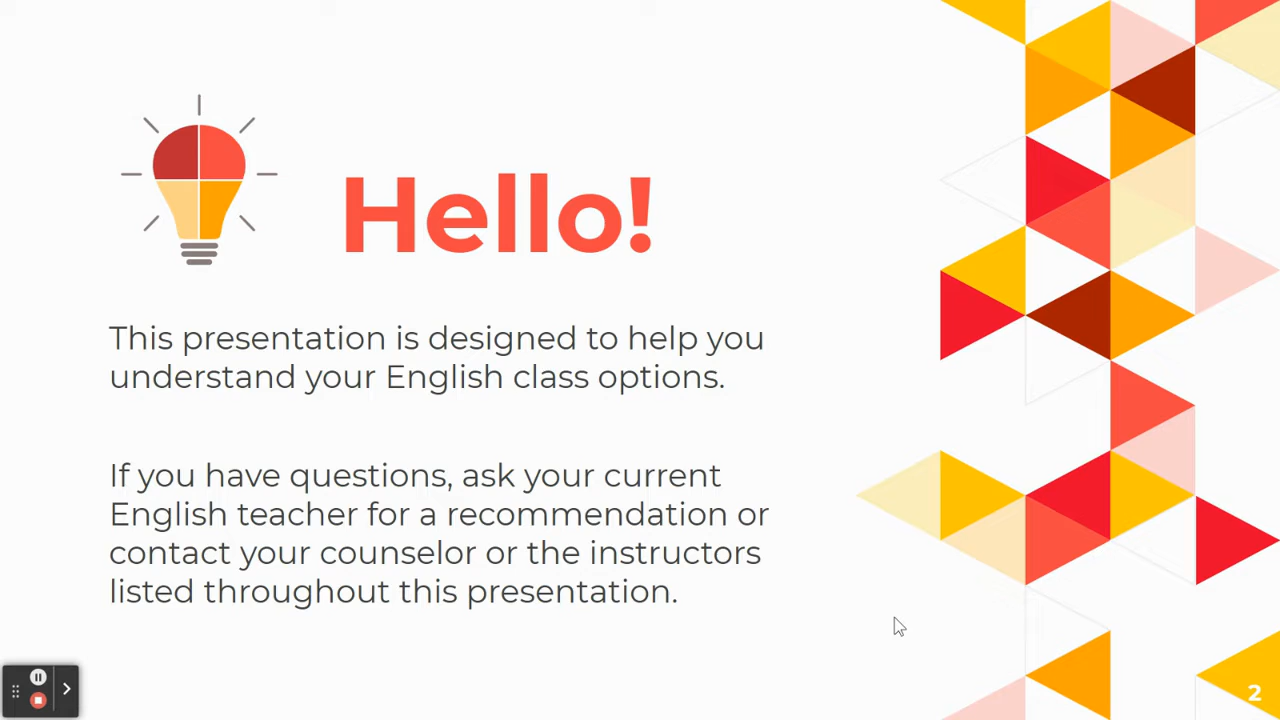 Hello!
This presentation is designed to help you
understand your English class options.
If you have questions, ask your current
English teacher for a recommendation or
contact your counselor or the instructors
listed throughout this presentation.
2